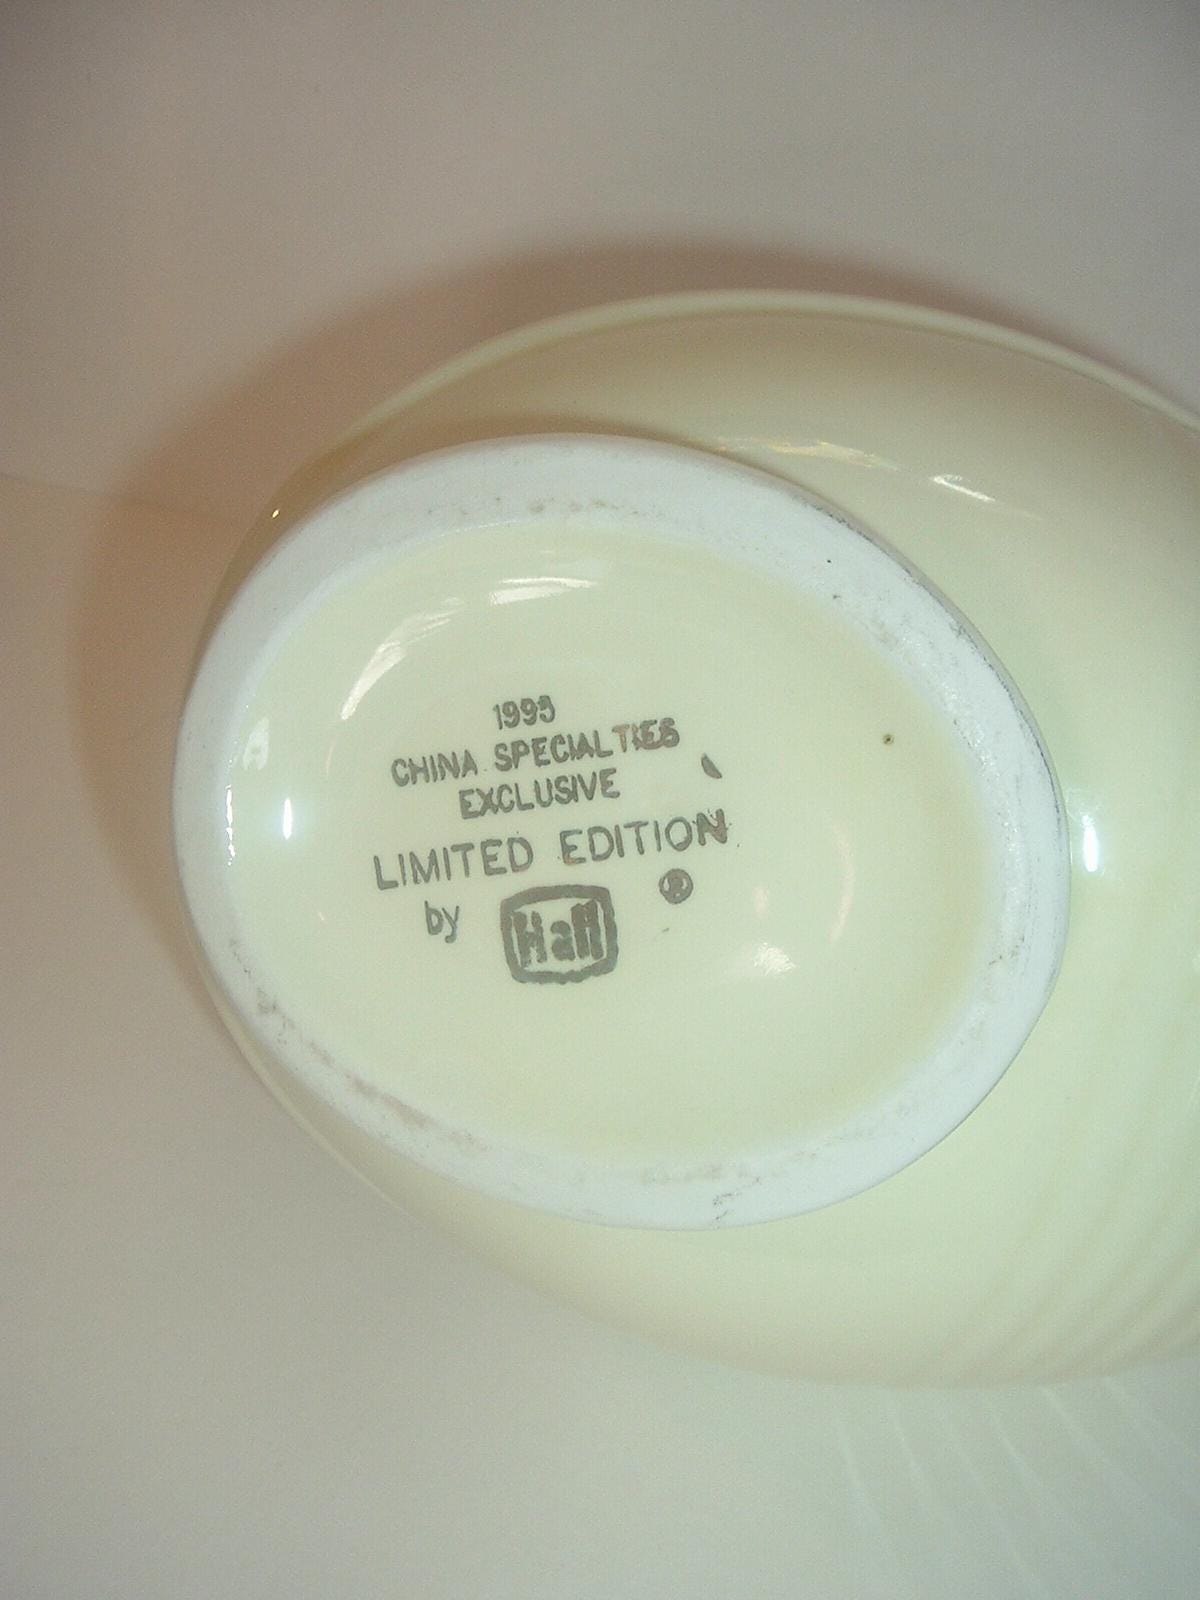 1995
CHINA SPECIALTIES
EXCLUSIVE
LIMITED EDITION
by Hall ®